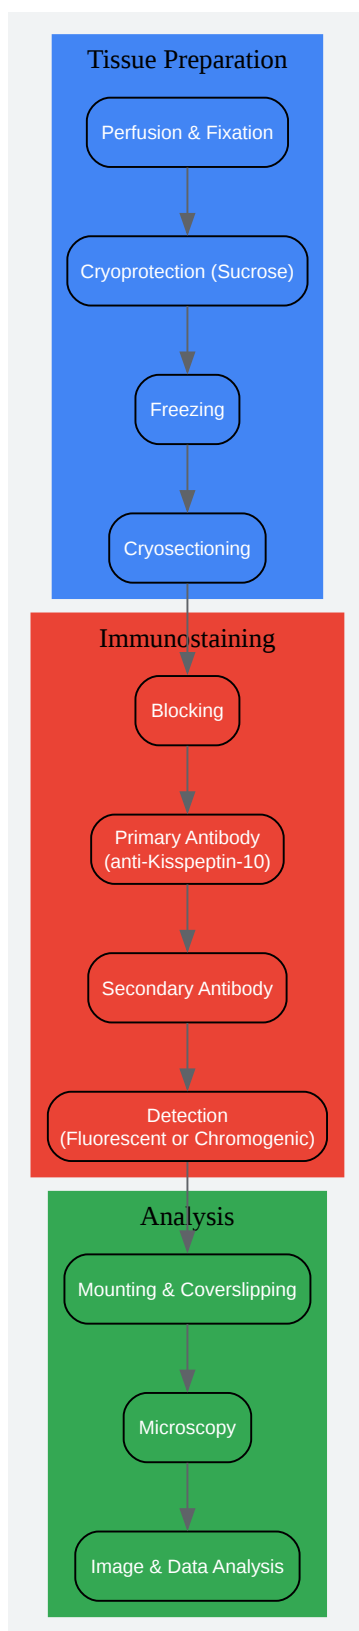 Tissue Preparation
Perfusion & Fixation
Cryoprotection (Sucrose)
Freezing
Cryosectioning
Immunostaining
Blocking
Primary Antibody
(anti-Kisspeptin-10)
Secondary Antibody
Detection
(Fluorescent or Chromogenic)
Analysis
Mounting & Coverslipping
Microscopy
Image & Data Analysis